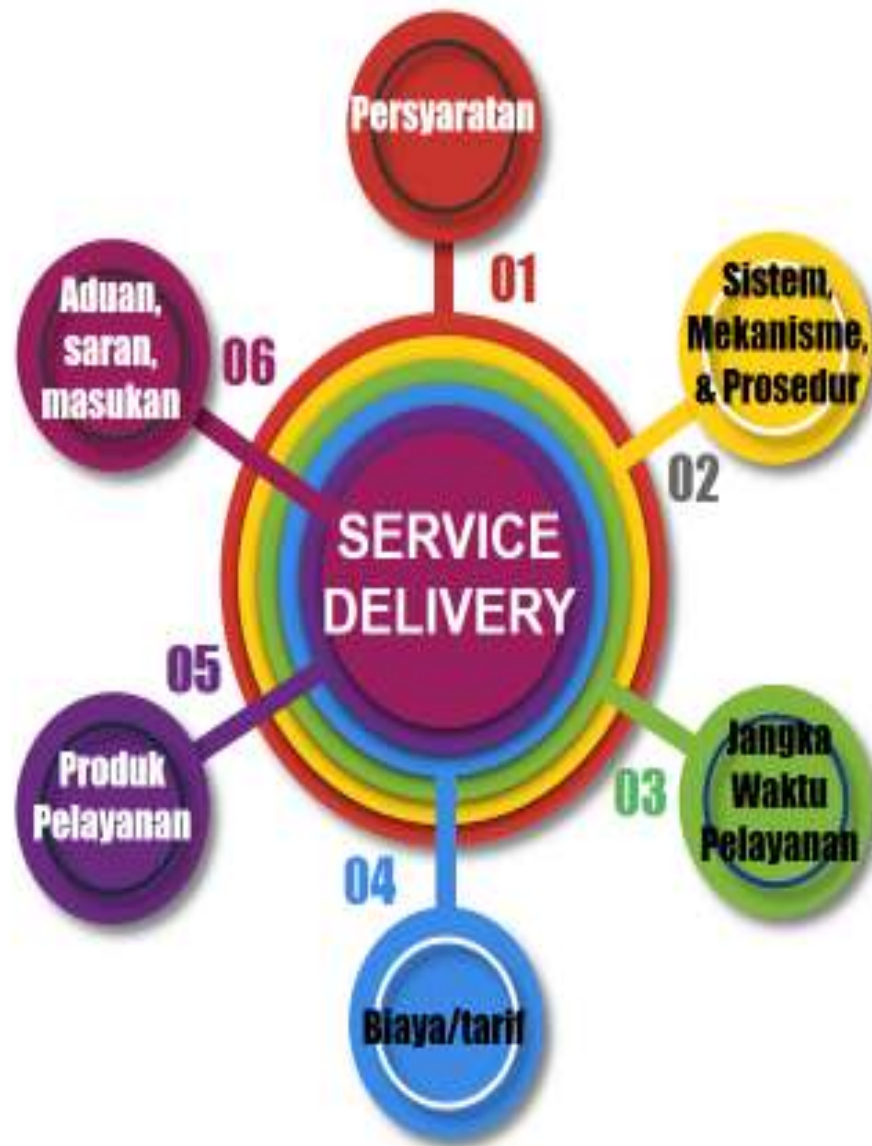 Persyaratan
01
Sistem,
Mekanisme,
& Prosedur
02
Jangka
Waktu
Pelayanan
03
Biaya/tarif
04
Produk
Pelayanan
05
Aduan,
saran,
masukan
06
SERVICE
DELIVERY